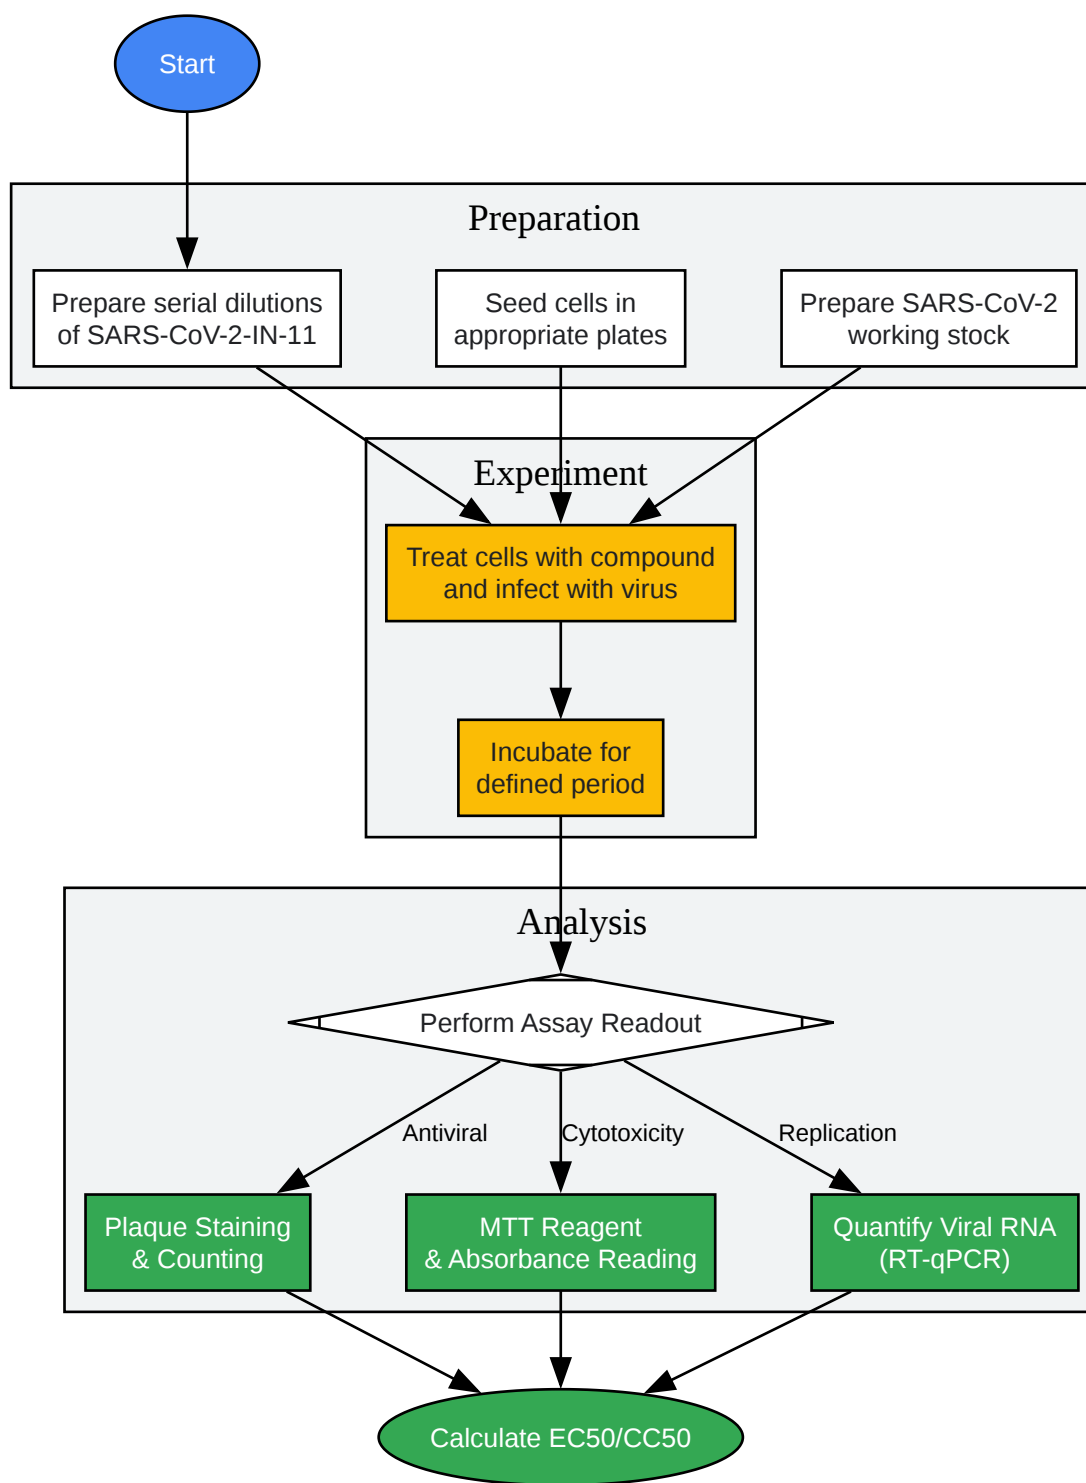 Start
Preparation
Prepare serial dilutions
of SARS-CoV-2-IN-11
Seed cells in
appropriate plates
Prepare SARS-CoV-2
working stock
Experiment
Treat cells with compound
and infect with virus
Incubate for
defined period
Analysis
Perform Assay Readout
Antiviral
Cytotoxicity
Replication
Plaque Staining
& Counting
MTT Reagent
& Absorbance Reading
Quantify Viral RNA
(RT-qPCR)
Calculate EC50/CC50